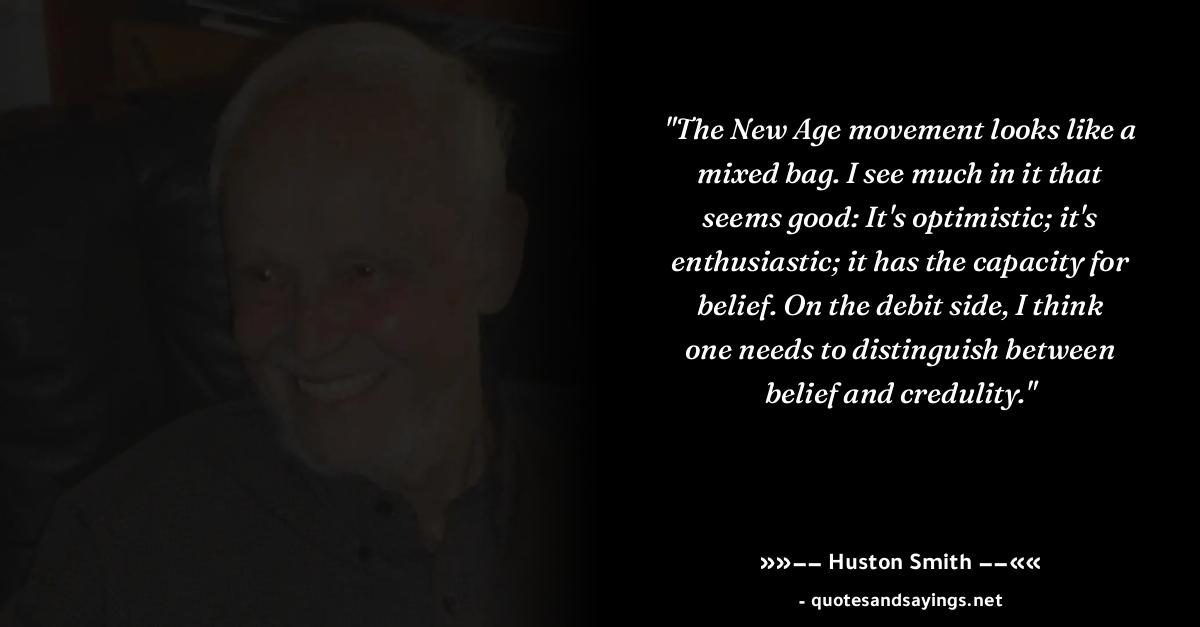 "The New Age movement looks like a
mixed bag. I see much in it that
seems good: It's optimistic; it's
enthusiastic; it has the capacity for
belief. On the debit side, I think
one needs to distinguish between
belief and credulity."
»»–– Huston Smith ––««
- quotesandsayings.net